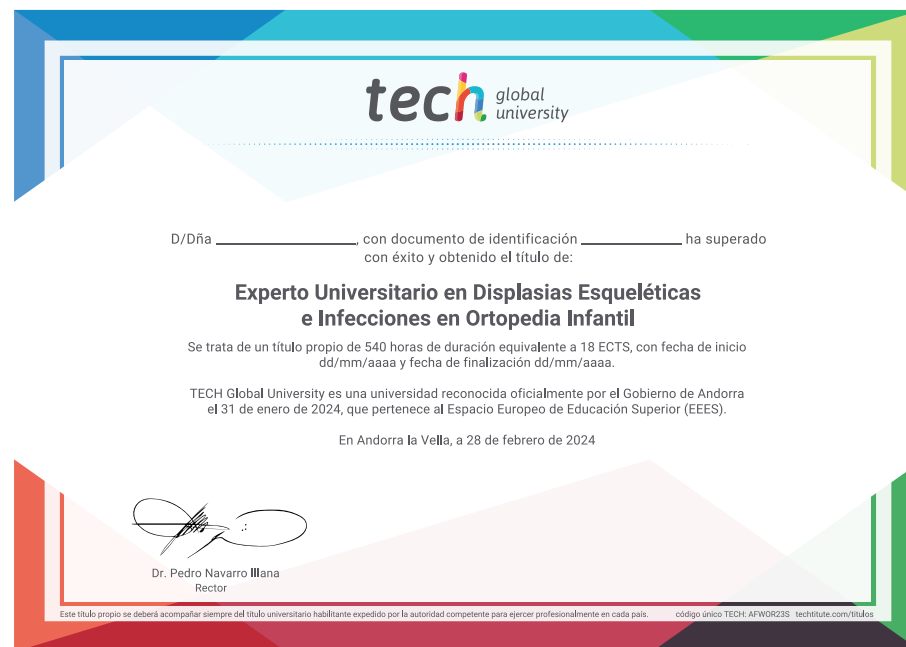 tech global university
D/Dña ________________, con documento de identificación ____________ ha superado
con éxito y obtenido el título de:
Experto Universitario en Displasias Esqueléticas
e Infecciones en Ortopedia Infantil
Se trata de un título propio de 540 horas de duración equivalente a 18 ECTS, con fecha de inicio
dd/mm/aaaa y fecha de finalización dd/mm/aaaa.
TECH Global University es una universidad reconocida oficialmente por el Gobierno de Andorra
el 31 de enero de 2024, que pertenece al Espacio Europeo de Educación Superior (EEES).
En Andorra la Vella, a 28 de febrero de 2024
Dr. Pedro Navarro Illana
Rector
Este título propio se deberá acompañar siempre del título universitario habilitante expedido por la autoridad competente para ejercer profesionalmente en cada país. código único TECH: AFWOR23S techtitute.com/titulos